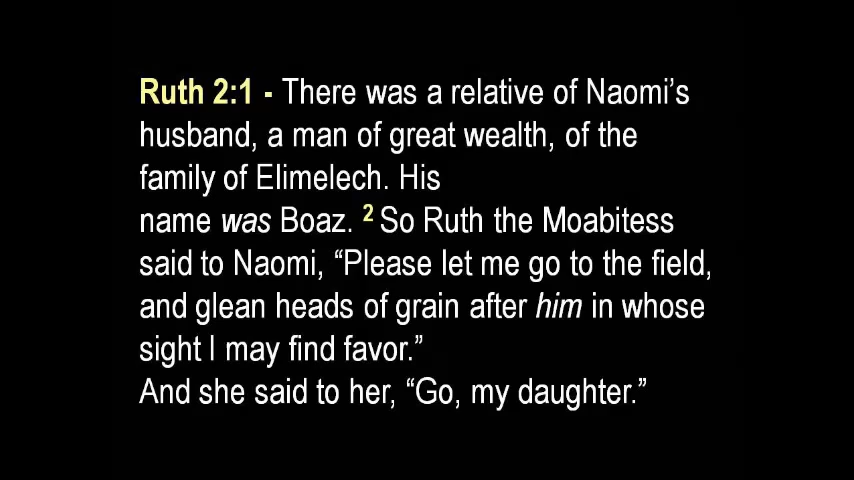 Ruth 2:1 - There was a relative of Naomi’s
husband, a man of great wealth, of the
family of Elimelech. His
name was Boaz. 2 So Ruth the Moabitess
said to Naomi, “Please let me go to the field,
and glean heads of grain after him in whose
sight I may find favor.”
And she said to her, “Go, my daughter.”